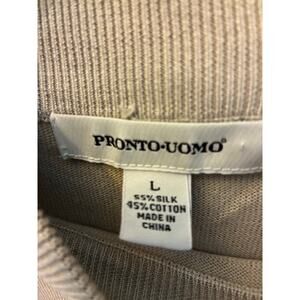 PRONTO•UOMO®
L
55% SILK
45% COTTON
MADE IN
CHINA